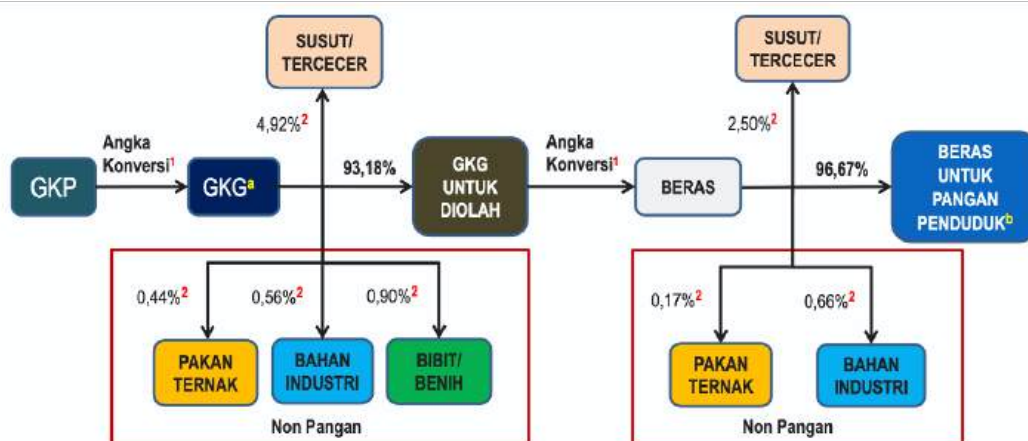 SUSUT/
TERCECER
SUSUT/
TERCECER
4,92%2
2,50%2
Angka
Konversi1
93,18%
Angka
Konversi1
96,67%
GKP
GKGa
GKG
UNTUK
DIOLAH
BERAS
BERAS
UNTUK
PANGAN
PENDUDUKb
0,44%2
0,56%2
0,90%2
0,17%2
0,66%2
PAKAN
TERNAK
BAHAN
INDUSTRI
BIBIT/
BENIH
PAKAN
TERNAK
BAHAN
INDUSTRI
Non Pangan
Non Pangan